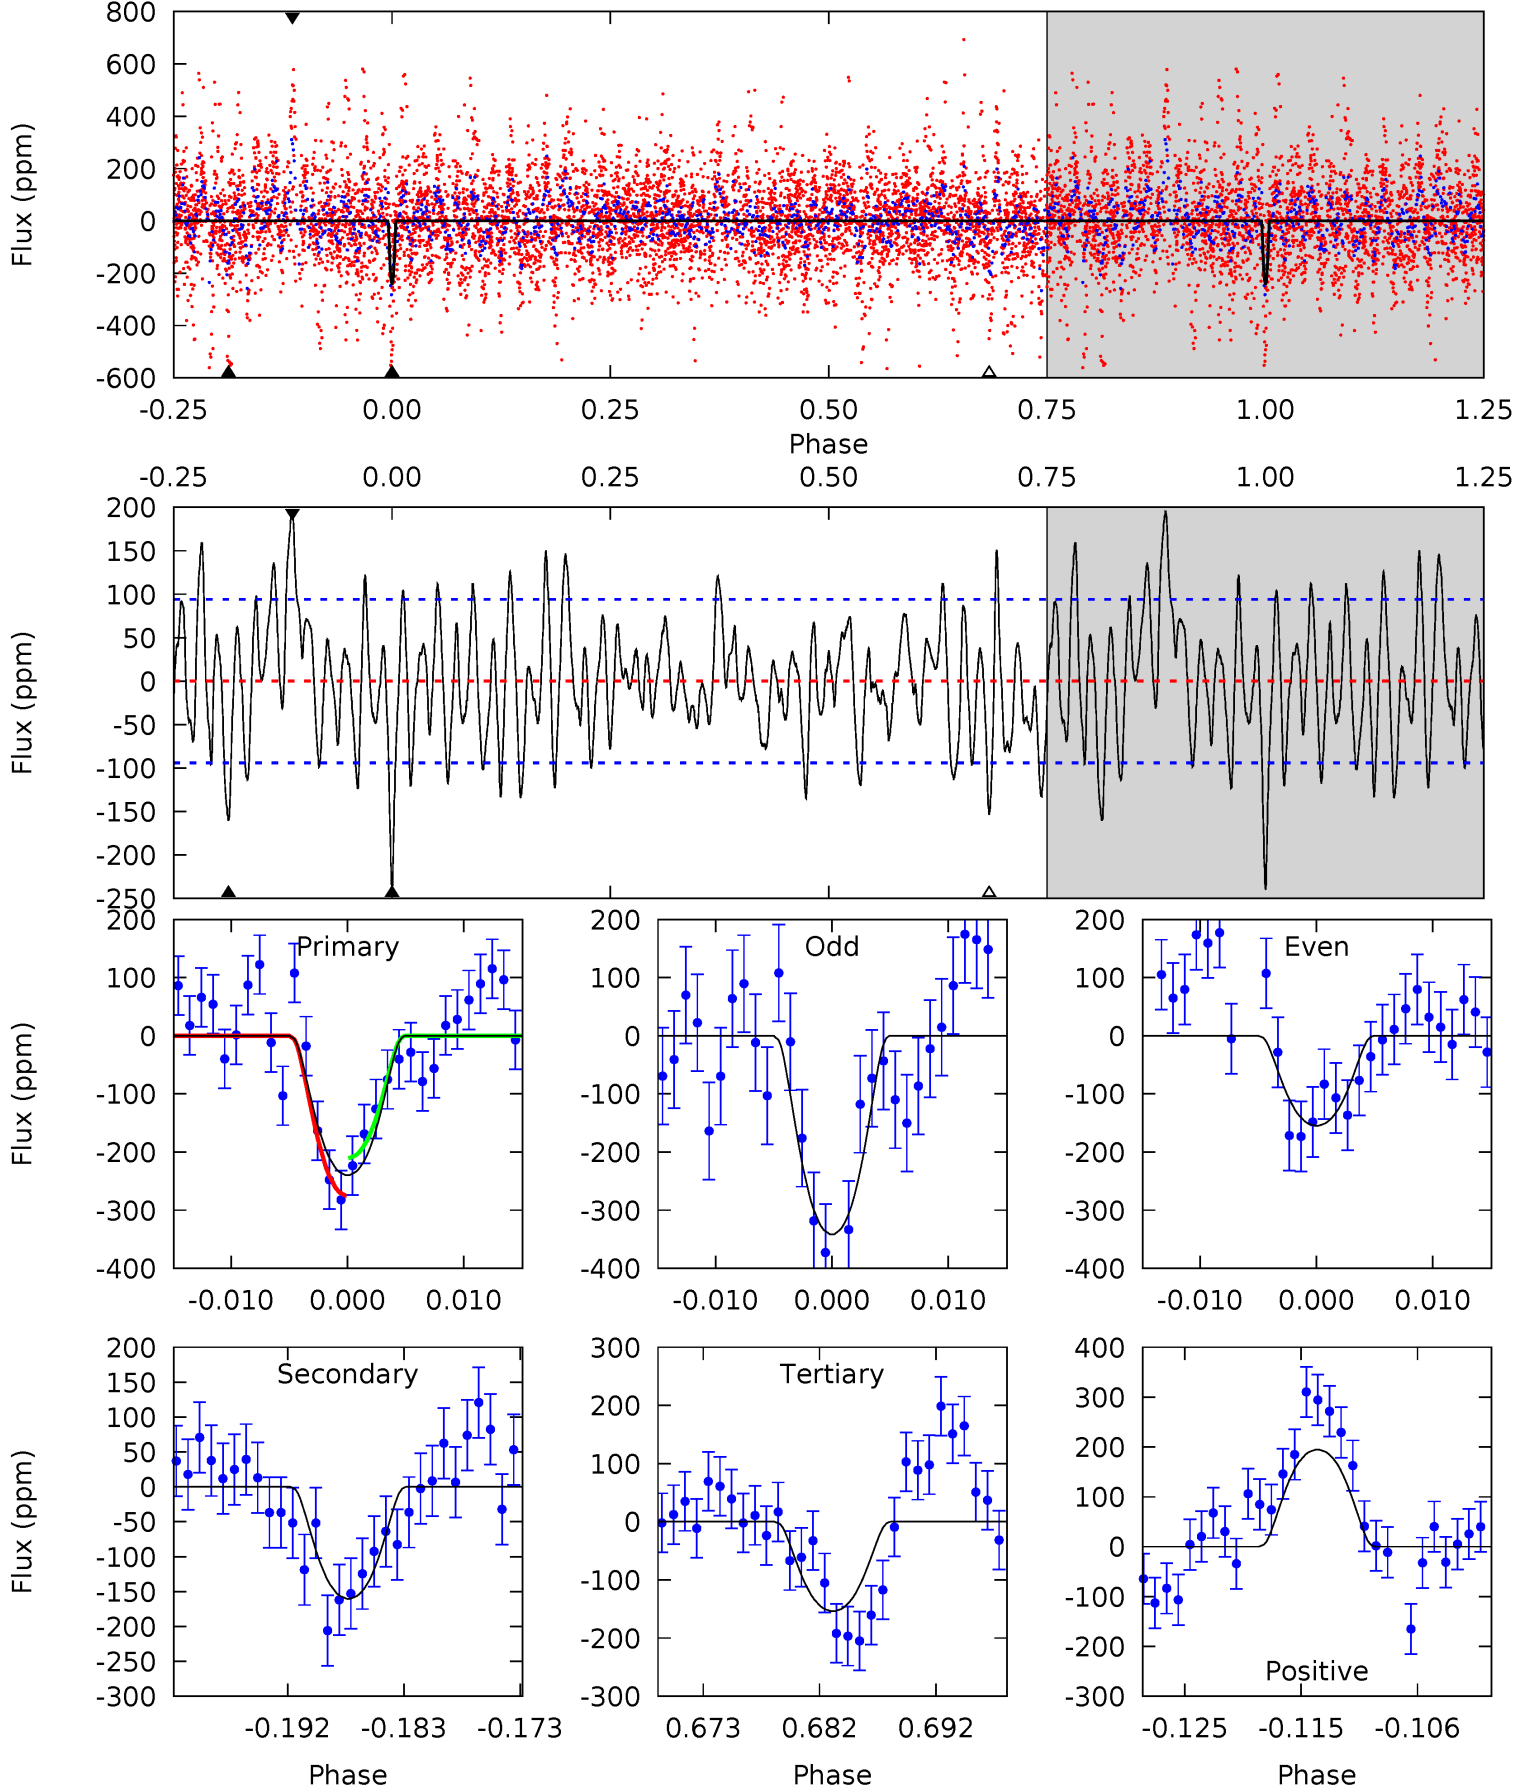 800
600
400
200
0
-200
-400
-600
Flux (ppm)
-0.25 0.00 0.25 0.50 0.75 1.00 1.25
Phase
-0.25 0.00 0.25 0.50 0.75 1.00 1.25
200
150
100
50
0
-50
-100
-150
-200
-250
Flux (ppm)
Primary Odd Even
200 200 200
100 100 100
0 0 0
-100 -100 -100
-200 -200 -200
-300 -300 -300
-400 -400 -400
Flux (ppm)
-0.010 0.000 0.010 -0.010 0.000 0.010 -0.010 0.000 0.010
Secondary Tertiary Positive
200 300 400
150 200 300
100 100 200
50 0 100
0 -100 0
-50 -200 -100
-100 -300 -200
-150 -300
-200
-250
-300
Flux (ppm)
-0.192 -0.183 -0.173 0.673 0.682 0.692 -0.125 -0.115 -0.106
Phase Phase Phase